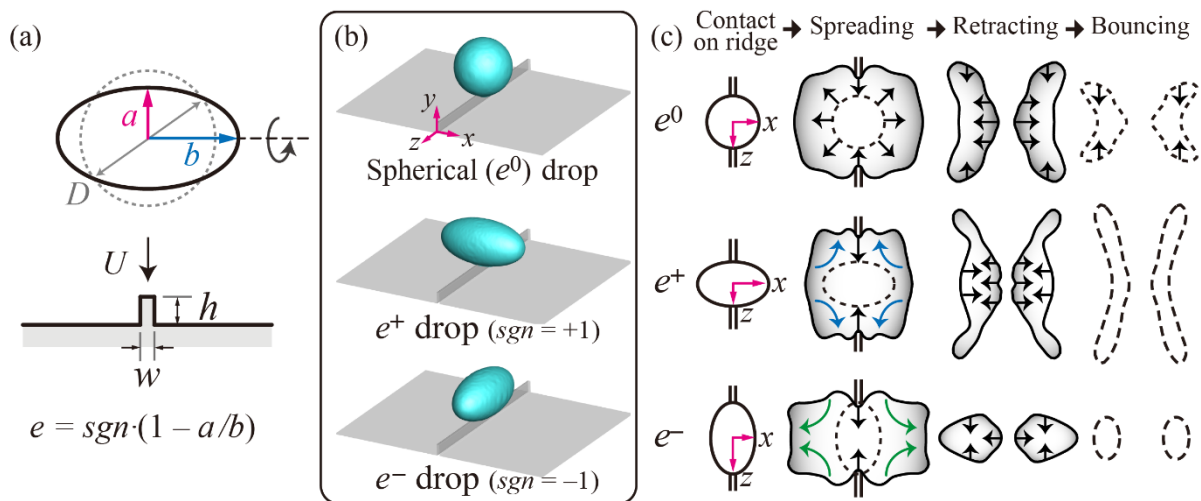 (a)
a
b
D
U
h
w
e = sgn·(1 – a/b)
(b)
y
z
x
Spherical (e⁰) drop
e⁺ drop (sgn = +1)
e⁻ drop (sgn = –1)
(c)
Contact on ridge
Spreading
Retracting
Bouncing
e⁰
x
z
e⁺
x
z
e⁻
x
z